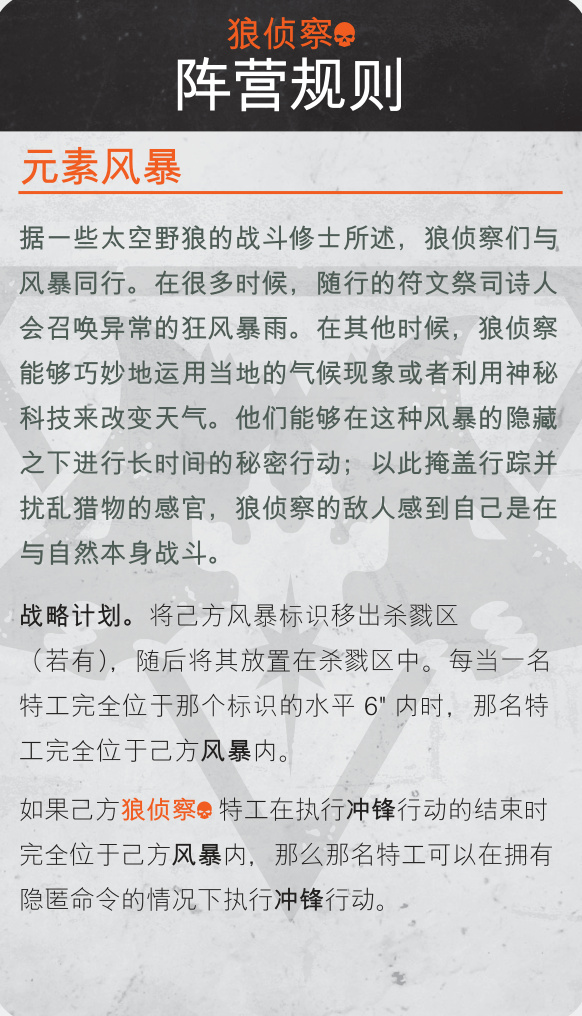 狼侦察
阵营规则
元素风暴
据一些太空野狼的战斗修士所述，狼侦察们与
风暴同行。在很多时候，随行的符文祭司诗人
会召唤异常的狂风暴雨。在其他时候，狼侦察
能够巧妙地运用当地的气候现象或者利用神秘
科技来改变天气。他们能够在这种风暴的隐藏
之下进行长时间的秘密行动；以此掩盖行踪并
扰乱猎物的感官，狼侦察的敌人感到自己是在
与自然本身战斗。
战略计划。将己方风暴标识移出杀戮区
（若有），随后将其放置在杀戮区中。每当一名
特工完全位于那个标识的水平 6" 内时，那名特
工完全位于己方风暴内。
如果己方狼侦察 特工在执行冲锋行动的结束时
完全位于己方风暴内，那么那名特工可以在拥有
隐匿命令的情况下执行冲锋行动。